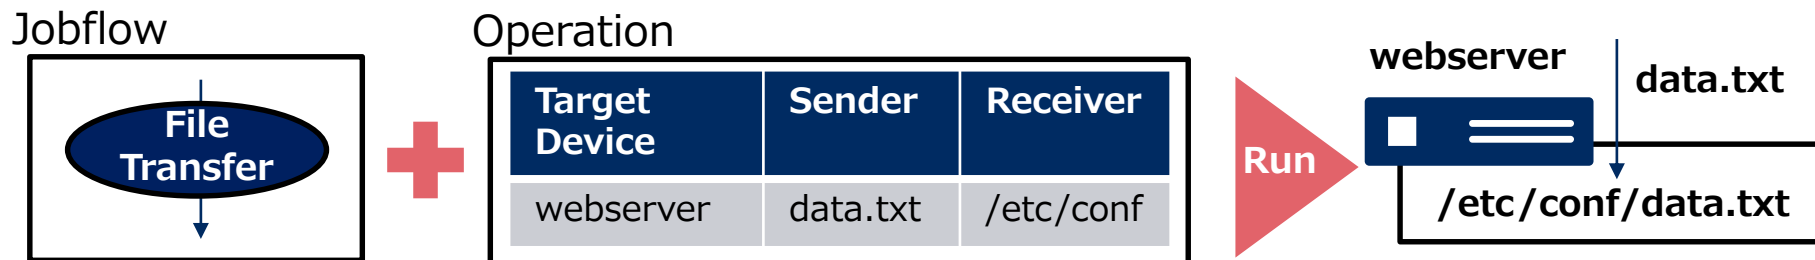 Jobflow
File
Transfer
Operation
Target Device
Sender
Receiver
webserver
data.txt
/etc/conf
Run
webserver
data.txt
/etc/conf/data.txt